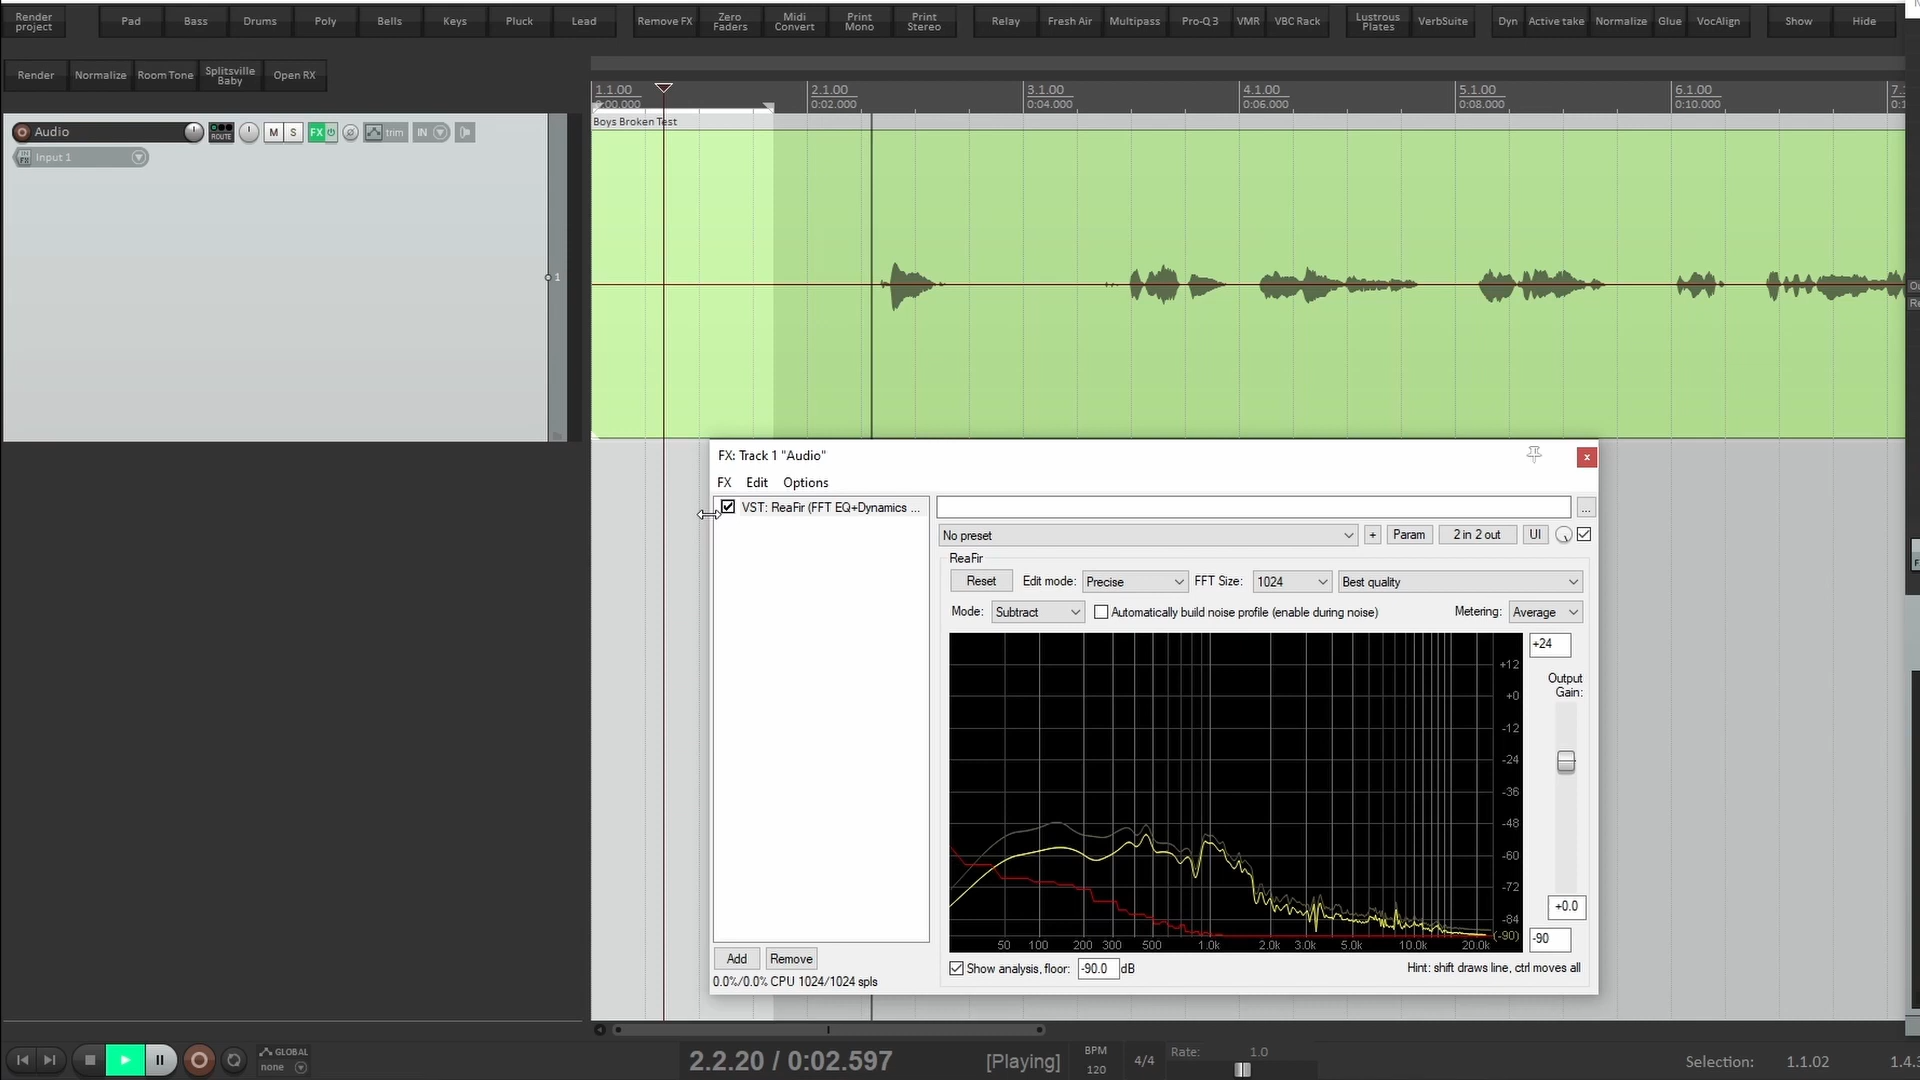 Render project
Pad
Bass
Drums
Poly
Bells
Keys
Pluck
Lead
Remove FX
Zero Faders
Midi Convert
Print Mono
Print Stereo
Relay
Fresh Air
Multipass
Pro-Q 3
VMR
VBC Rack
Lustrous Plates
VerbSuite
Dyn
Active take
Normalize
Glue
VocAlign
Show
Hide
Render
Normalize
Room Tone
Splitsville Baby
Open RX
1.1.00
2.1.00
3.1.00
4.1.00
5.1.00
6.1.00
0:00.000
0:02.000
0:04.000
0:06.000
0:08.000
0:10.000
Boys Broken Test
Audio
ROUTE
M
S
FX
trim
IN
IN FX
Input 1
1
FX: Track 1 "Audio"
x
FX Edit Options
VST: ReaFir (FFT EQ+Dynamics ...
...
No preset
+
Param
2 in 2 out
UI
ReaFir
Reset
Edit mode: Precise
FFT Size: 1024
Best quality
Mode: Subtract
Automatically build noise profile (enable during noise)
Metering: Average
+24
+12
+0
-12
-24
-36
-48
-60
-72
-84
(-90)
Output Gain:
+0.0
-90
50 100 200 300 500 1.0k 2.0k 3.0k 5.0k 10.0k 20.0k
Add
Remove
Show analysis, floor: -90.0 dB
Hint: shift draws line, ctrl moves all
0.0%/0.0% CPU 1024/1024 spls
GLOBAL
none
2.2.20 / 0:02.597
[Playing]
BPM
120
4/4
Rate: 1.0
Selection:
1.1.02